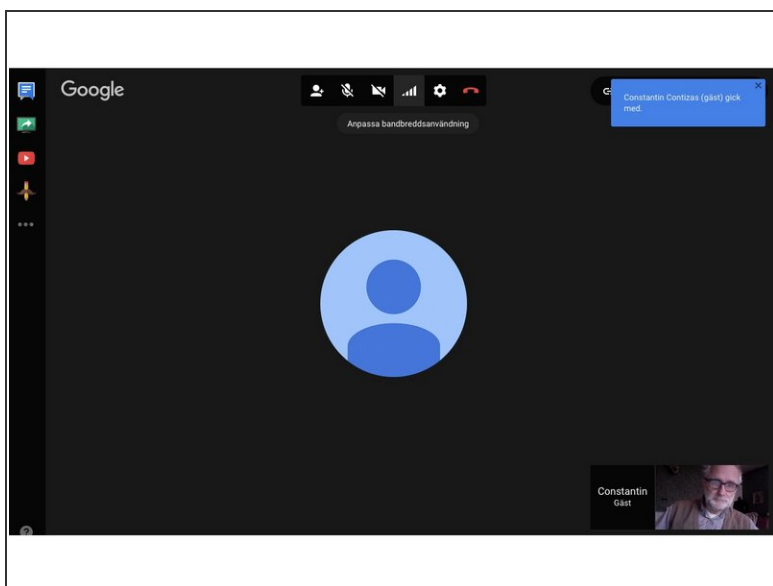 Google
Anpassa bandbreddsanvändning
Constantin Contizas (gäst) gick
med.
Constantin
Gäst